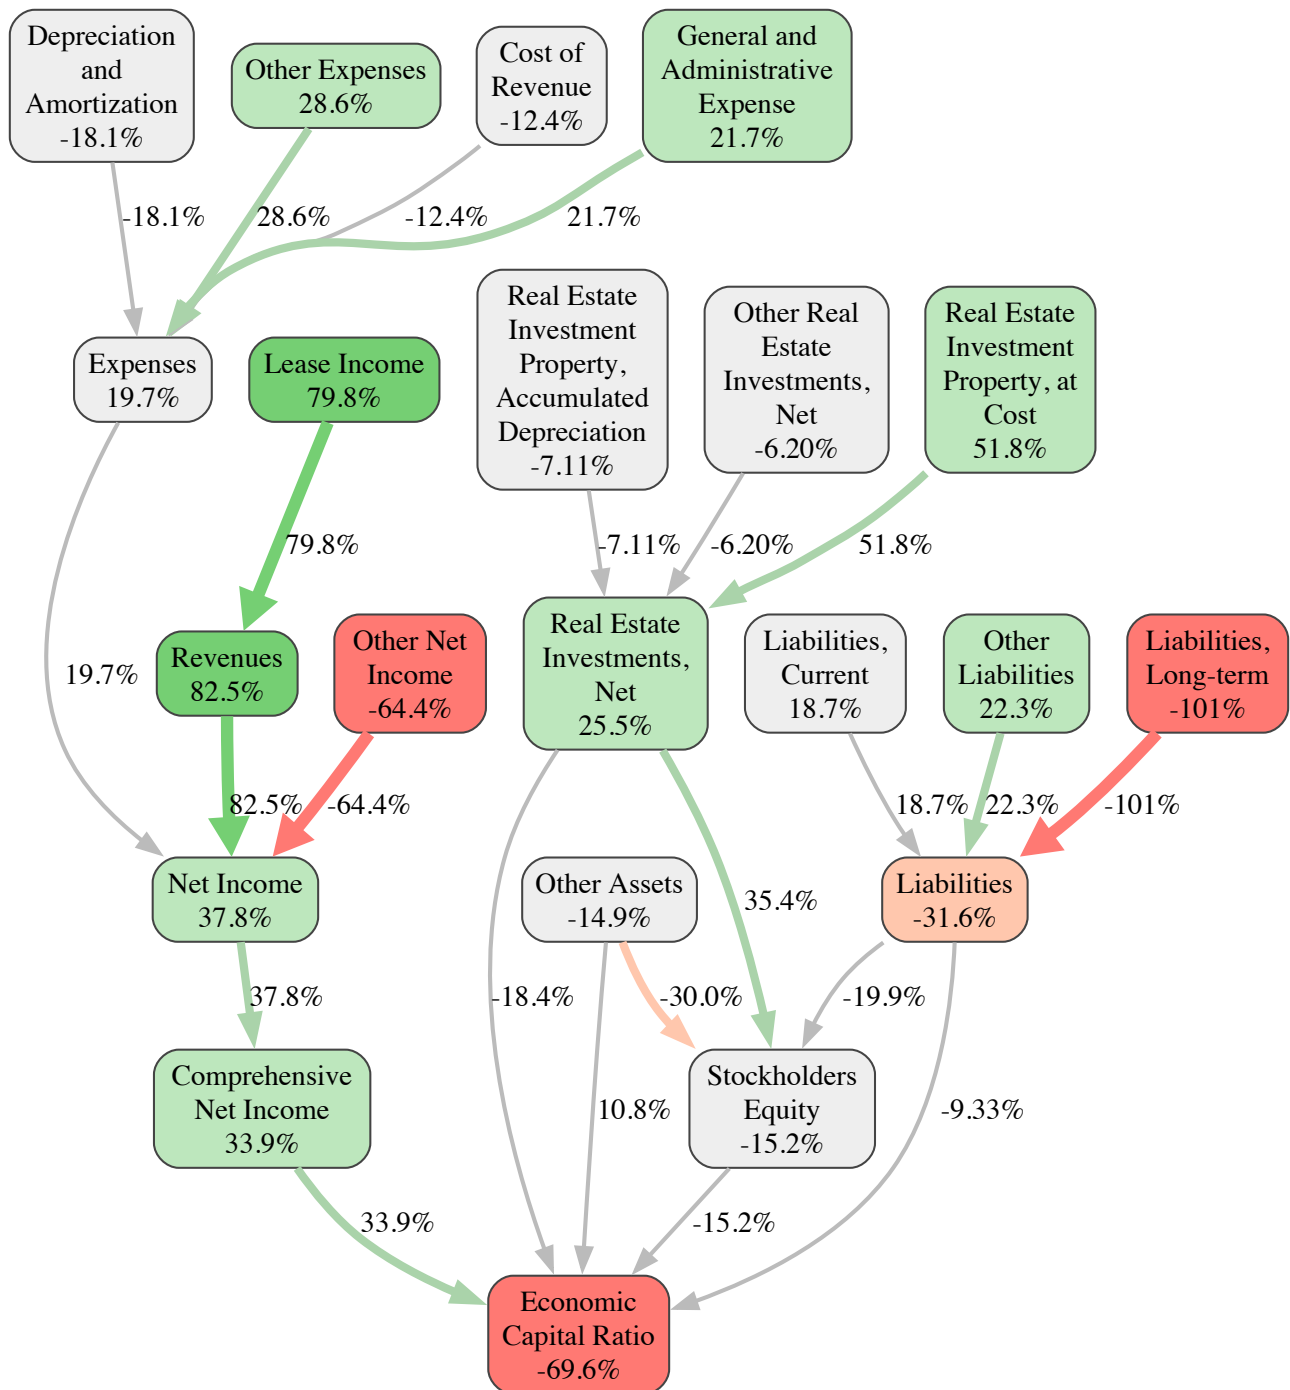 Depreciation
and
Amortization
-18.1%
Other Expenses
28.6%
Cost of
Revenue
-12.4%
General and
Administrative
Expense
21.7%
-18.1%
28.6%
-12.4%
21.7%
Expenses
19.7%
Lease Income
79.8%
Real Estate
Investment
Property,
Accumulated
Depreciation
-7.11%
Other Real
Estate
Investments,
Net
-6.20%
Real Estate
Investment
Property, at
Cost
51.8%
79.8%
-7.11%
-6.20%
51.8%
19.7%
Revenues
82.5%
Other Net
Income
-64.4%
Real Estate
Investments,
Net
25.5%
Liabilities,
Current
18.7%
Other
Liabilities
22.3%
Liabilities,
Long-term
-101%
82.5%
-64.4%
18.7%
22.3%
-101%
Net Income
37.8%
Other Assets
-14.9%
35.4%
Liabilities
-31.6%
37.8%
-18.4%
-30.0%
-19.9%
Comprehensive
Net Income
33.9%
10.8%
Stockholders
Equity
-15.2%
-9.33%
33.9%
-15.2%
Economic
Capital Ratio
-69.6%